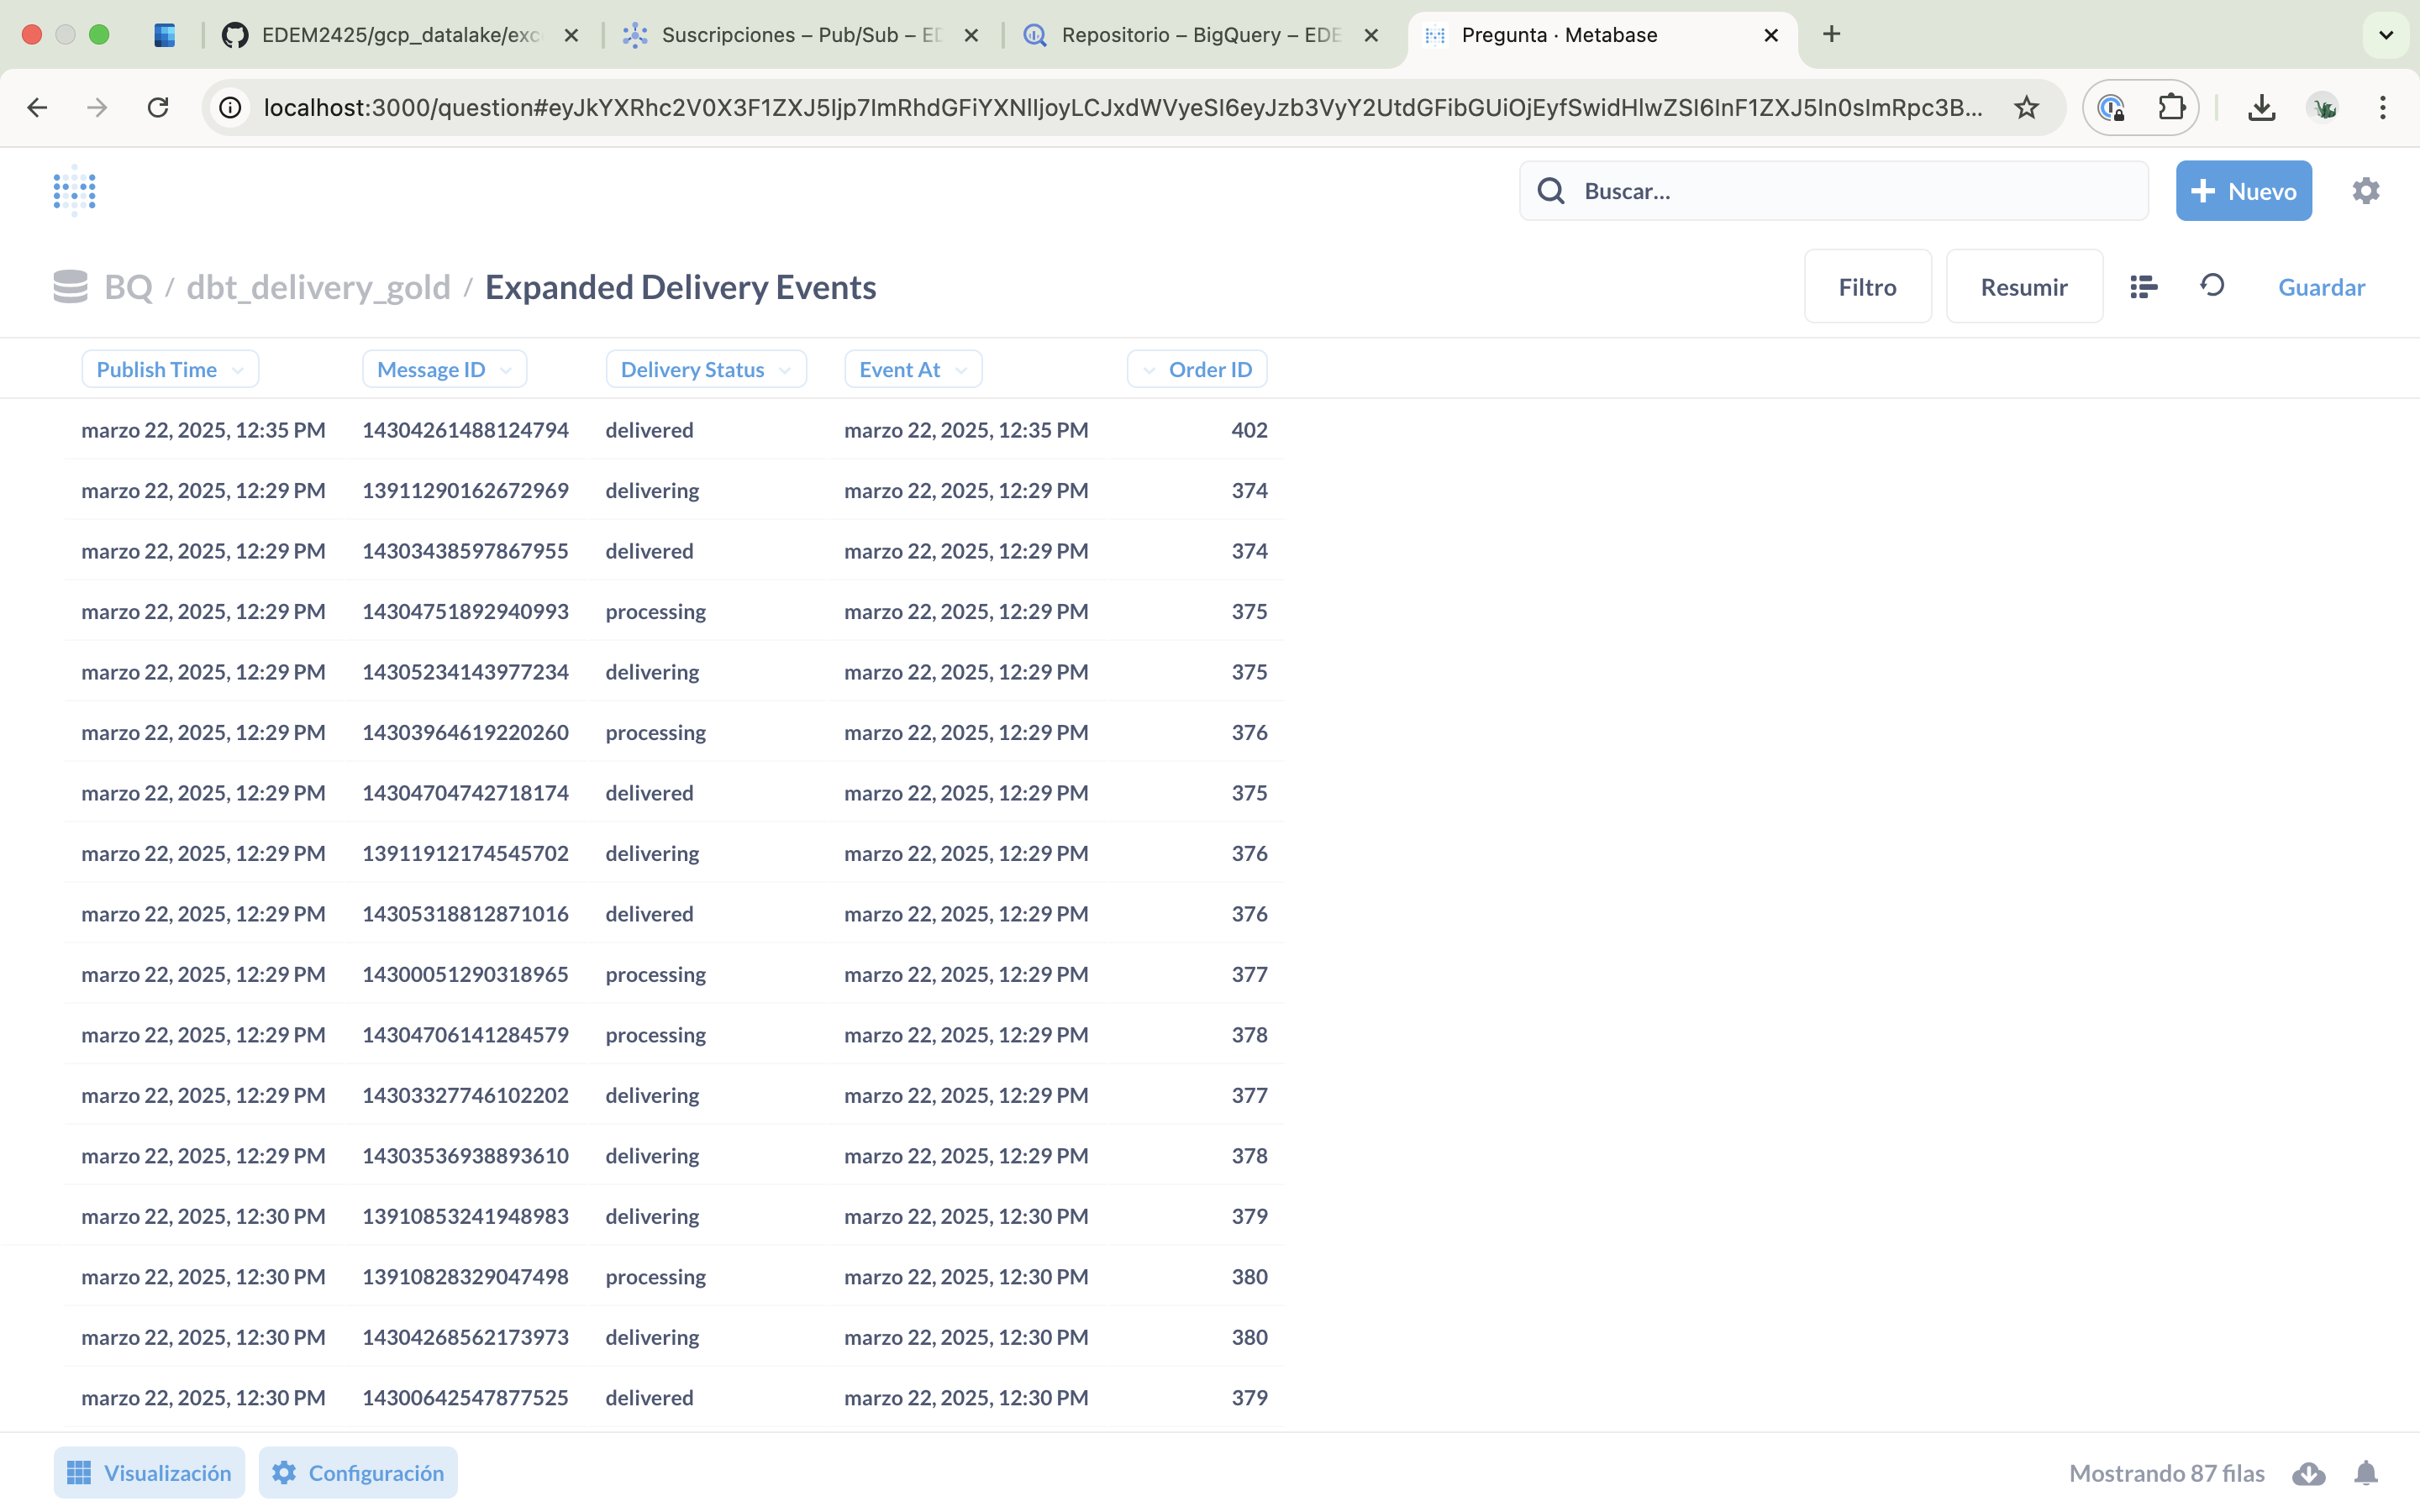 EDEM2425/gcp_datalake/exc
Suscripciones – Pub/Sub – ED
Repositorio – BigQuery – EDE
Pregunta · Metabase
localhost:3000/question#eyJkYXRhc2V0X3F1ZXJ5Ijp7ImRhdGFiYXNlIjoyLCJxdWVyeSI6eyJzb3VyY2UtdGFibGUiOjEyfSwidHlwZSI6InF1ZXJ5In0sImRpc3B...
Buscar...
+ Nuevo
BQ / dbt_delivery_gold / Expanded Delivery Events
Filtro Resumir Guardar
Publish Time Message ID Delivery Status Event At Order ID
marzo 22, 2025, 12:35 PM 14304261488124794 delivered marzo 22, 2025, 12:35 PM 402
marzo 22, 2025, 12:29 PM 13911290162672969 delivering marzo 22, 2025, 12:29 PM 374
marzo 22, 2025, 12:29 PM 14303438597867955 delivered marzo 22, 2025, 12:29 PM 374
marzo 22, 2025, 12:29 PM 14304751892940993 processing marzo 22, 2025, 12:29 PM 375
marzo 22, 2025, 12:29 PM 14305234143977234 delivering marzo 22, 2025, 12:29 PM 375
marzo 22, 2025, 12:29 PM 14303964619220260 processing marzo 22, 2025, 12:29 PM 376
marzo 22, 2025, 12:29 PM 14304704742718174 delivered marzo 22, 2025, 12:29 PM 375
marzo 22, 2025, 12:29 PM 13911912174545702 delivering marzo 22, 2025, 12:29 PM 376
marzo 22, 2025, 12:29 PM 14305318812871016 delivered marzo 22, 2025, 12:29 PM 376
marzo 22, 2025, 12:29 PM 14300051290318965 processing marzo 22, 2025, 12:29 PM 377
marzo 22, 2025, 12:29 PM 14304706141284579 processing marzo 22, 2025, 12:29 PM 378
marzo 22, 2025, 12:29 PM 14303327746102202 delivering marzo 22, 2025, 12:29 PM 377
marzo 22, 2025, 12:29 PM 14303536938893610 delivering marzo 22, 2025, 12:29 PM 378
marzo 22, 2025, 12:30 PM 13910853241948983 delivering marzo 22, 2025, 12:30 PM 379
marzo 22, 2025, 12:30 PM 13910828329047498 processing marzo 22, 2025, 12:30 PM 380
marzo 22, 2025, 12:30 PM 14304268562173973 delivering marzo 22, 2025, 12:30 PM 380
marzo 22, 2025, 12:30 PM 14300642547877525 delivered marzo 22, 2025, 12:30 PM 379
Visualización Configuración Mostrando 87 filas